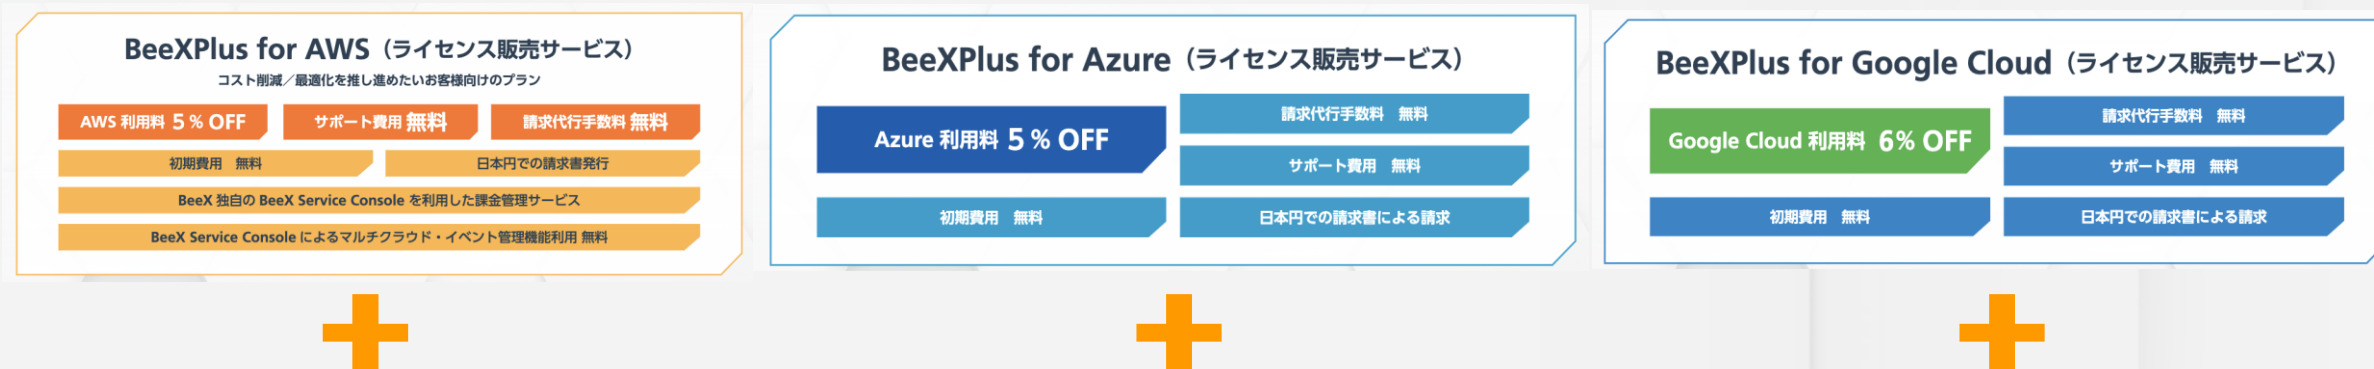 BeeXPlus for AWS（ライセンス販売サービス）
コスト削減／最適化を推し進めたいお客様向けのプラン
AWS 利用料 5% OFF
サポート費用 無料
請求代行手数料 無料
初期費用　無料
日本円での請求書発行
BeeX 独自の BeeX Service Console を利用した課金管理サービス
BeeX Service Console によるマルチクラウド・イベント管理機能利用 無料
BeeXPlus for Azure（ライセンス販売サービス）
Azure 利用料 5% OFF
請求代行手数料　無料
サポート費用　無料
初期費用　無料
日本円での請求書による請求
BeeXPlus for Google Cloud（ライセンス販売サービス）
Google Cloud 利用料 6% OFF
請求代行手数料　無料
サポート費用　無料
初期費用　無料
日本円での請求書による請求